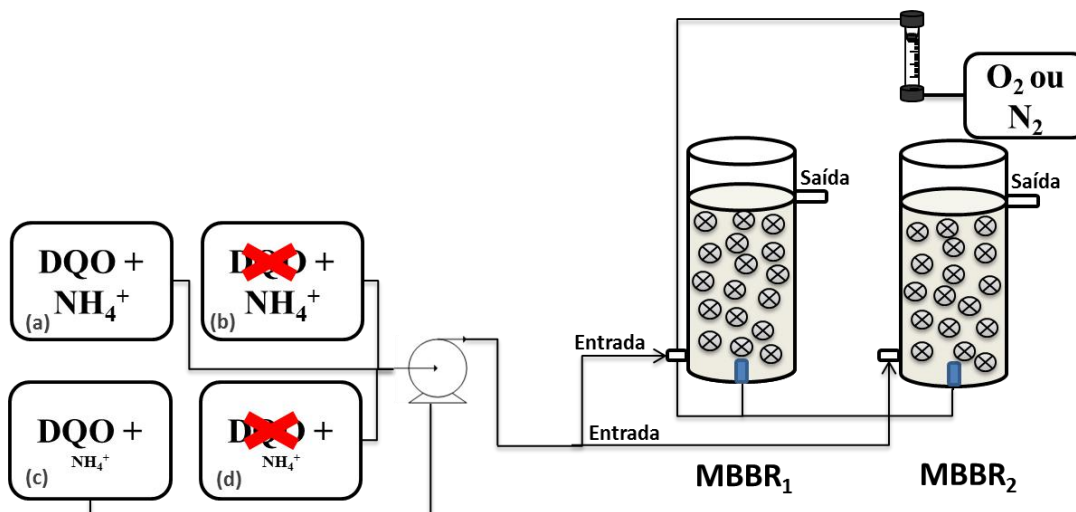 O₂ ou
N₂
Saída
Saída
DQO +
NH₄⁺
(a)
DQO +
NH₄⁺
(b)
Entrada
DQO +
NH₄⁺
(c)
DQO +
NH₄⁺
(d)
Entrada
MBBR₁
MBBR₂